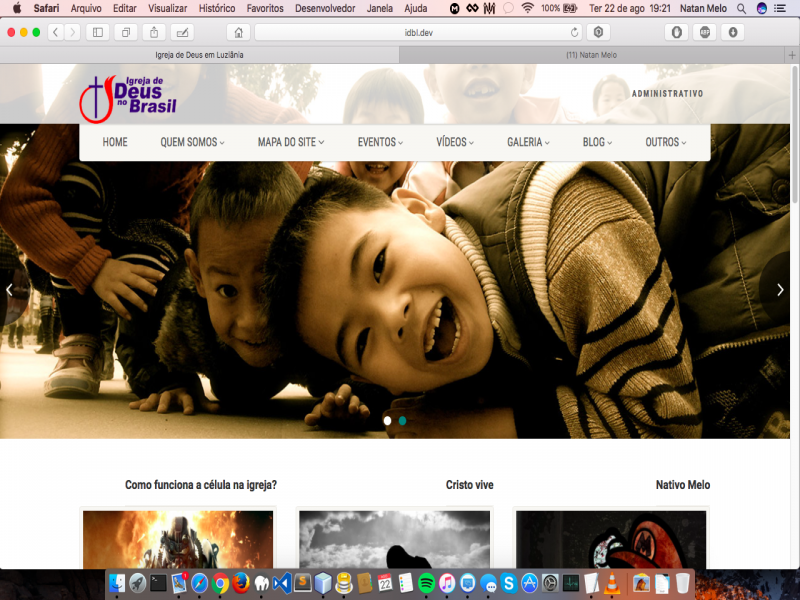 Safari Arquivo Editar Visualizar Histórico Favoritos Desenvolvedor Janela Ajuda 100% Ter 22 de ago 19:21 Natan Melo
idbl.dev
Igreja de Deus em Luziânia (11) Natan Melo
Igreja de
Deus
no Brasil
ADMINISTRATIVO
HOME QUEM SOMOS MAPA DO SITE EVENTOS VÍDEOS GALERIA BLOG OUTROS
Como funciona a célula na igreja? Cristo vive Nativo Melo
22